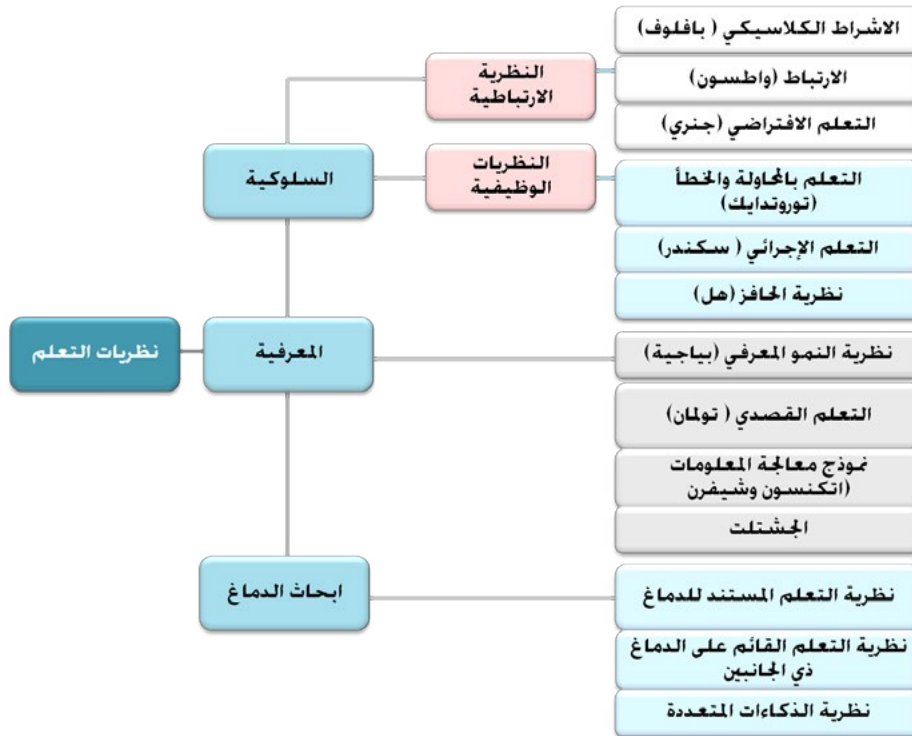 نظريات التعلم
السلوكية
النظرية
الارتباطية
الاشراط الكلاسيكي ( بافلوف)
الارتباط (واطسون)
التعلم الافتراضي (جثري)
النظريات
الوظيفية
التعلم بالمحاولة والخطأ
(توروتدايك)
التعلم الإجرائي ( سكندر)
نظرية الحافز (هل)
المعرفية
نظرية النمو المعرفي (بياجية)
التعلم القصدي ( تولمان)
نموذج معالجة المعلومات
(اتكنسون وشيفرن
الجشتلت
ابحاث الدماغ
نظرية التعلم المستند للدماغ
نظرية التعلم القائم على الدماغ
ذي الجانبين
نظرية الذكاءات المتعددة